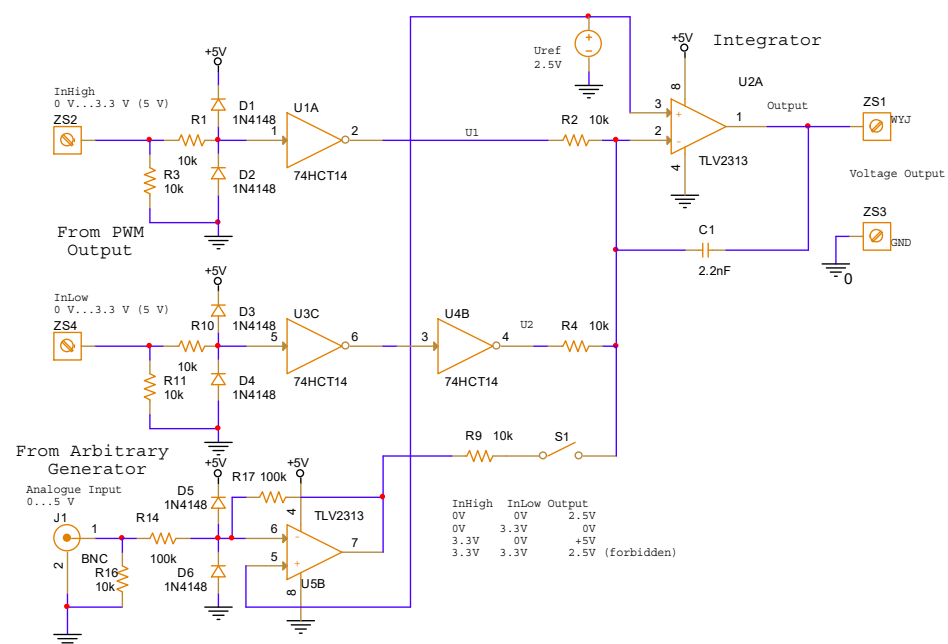 Integrator
+5V
Uref
2.5V
+5V
8
U2A
InHigh
0 V...3.3 V (5 V)
ZS2
R1
10k
D1
1N4148
U1A
1
2
74HCT14
U1
R2
10k
3
2
+
-
1
TLV2313
4
Output
ZS1
WYJ
R3
10k
D2
1N4148
Voltage Output
From PWM
Output
ZS3
GND
0
C1
2.2nF
+5V
InLow
0 V...3.3 V (5 V)
ZS4
R10
10k
D3
1N4148
U3C
5
6
74HCT14
U4B
3
4
74HCT14
U2
R4
10k
R11
10k
D4
1N4148
From Arbitrary
Generator
Analogue Input
0...5 V
+5V
+5V
R9
10k
S1
R17
100k
D5
1N4148
4
TLV2313
J1
1
2
BNC
R14
100k
R16
10k
D6
1N4148
6
5
-
+
7
8
U5B
InHigh InLow Output
0V 0V 2.5V
0V 3.3V 0V
3.3V 0V +5V
3.3V 3.3V 2.5V (forbidden)